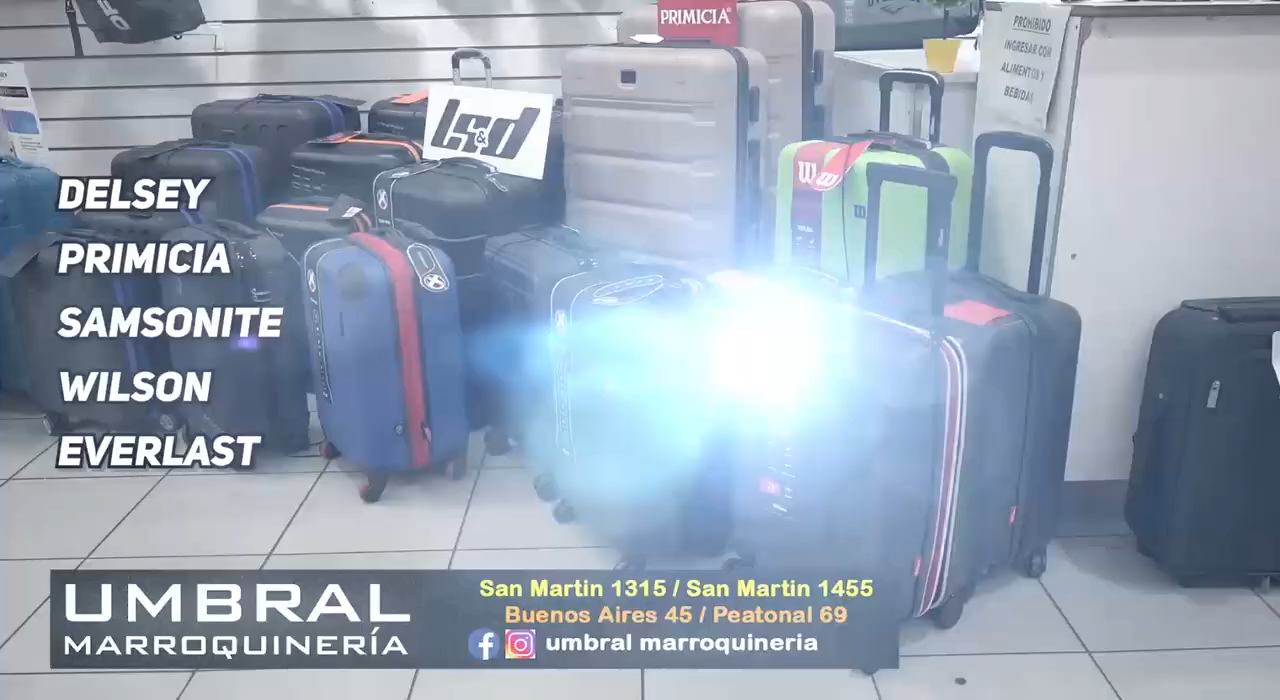 PRIMICIA
PROHIBIDO
INGRESAR CON
ALIMENTOS Y
BEBIDAS
ls&d
W
DELSEY
PRIMICIA
SAMSONITE
WILSON
EVERLAST
UMBRAL
MARROQUINERÍA
San Martin 1315 / San Martin 1455
Buenos Aires 45 / Peatonal 69
umbral marroquineria